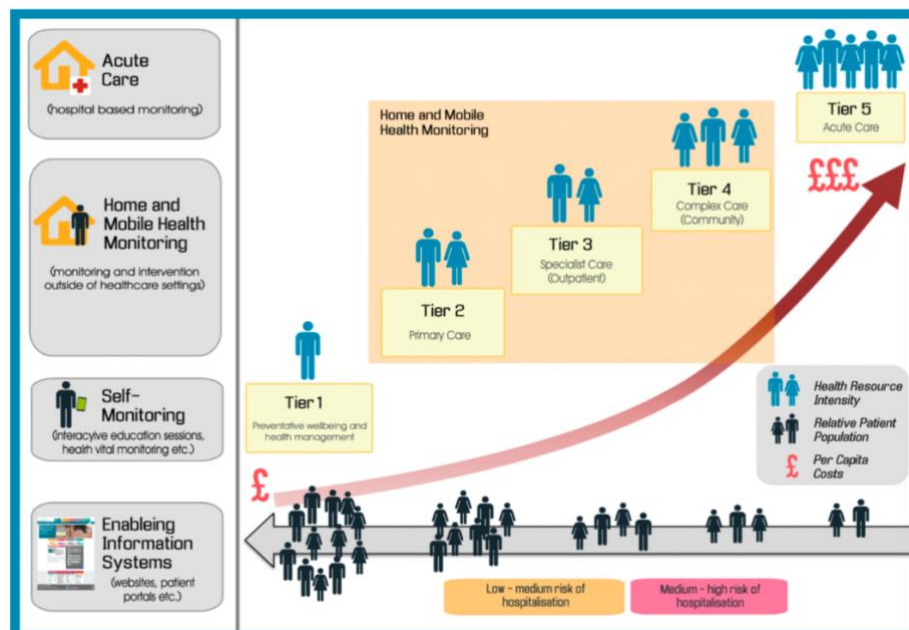 Acute
Care
(hospital based monitoring)
Home and
Mobile Health
Monitoring
(monitoring and intervention
outside of healthcare settings)
Self-
Monitoring
(interacyive education sessions,
health vital monitoring etc.)
Enableing
Information
Systems
(websites, patient
portals etc.)
Home and Mobile
Health Monitoring
Tier 1
Preventative wellbeing and
health management
Tier 2
Primary Care
Tier 3
Specialist Care
(Outpatient)
Tier 4
Complex Care
(Community)
Tier 5
Acute Care
£££
£
Health Resource
Intensity
Relative Patient
Population
£
Per Capita
Costs
Low - medium risk of
hospitalisation
Medium - high risk of
hospitalisation